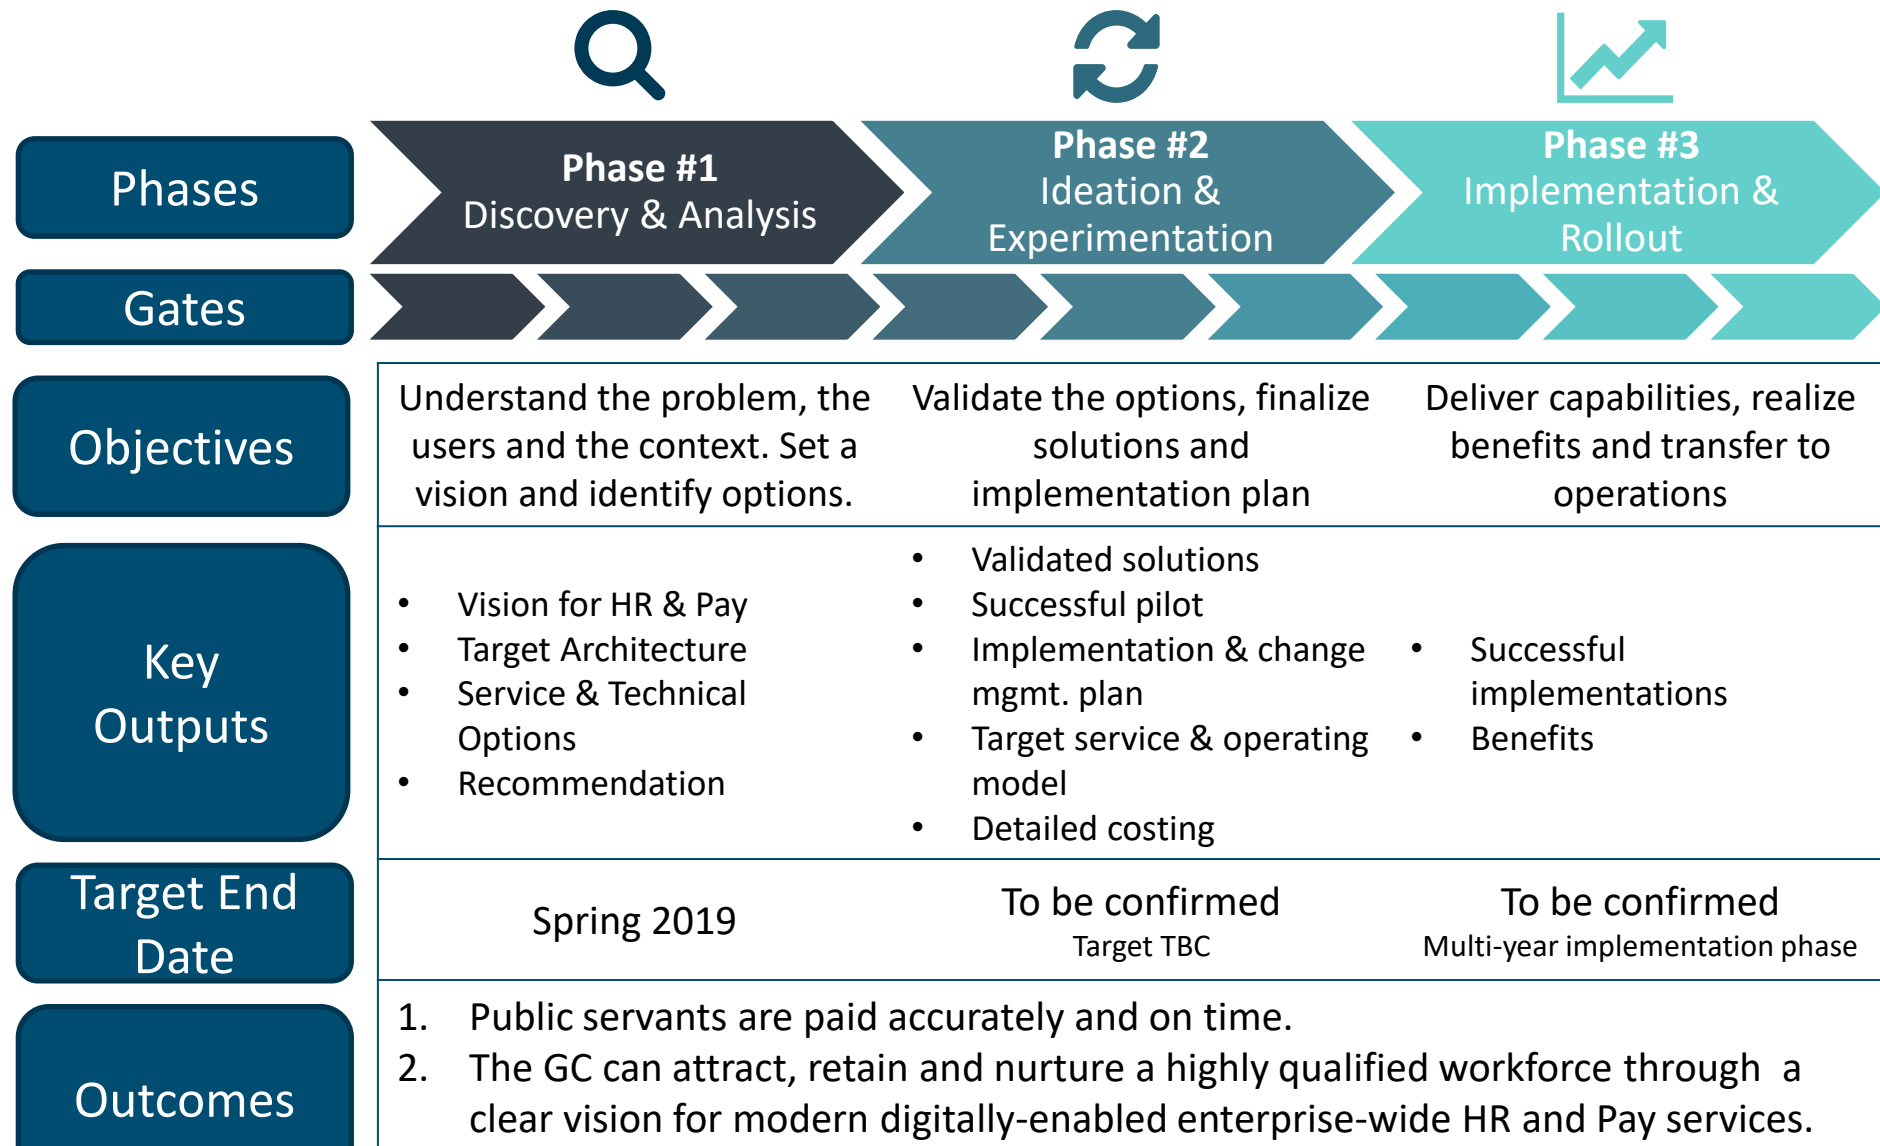 Phases
Phase #1
Discovery & Analysis
Phase #2
Ideation &
Experimentation
Phase #3
Implementation &
Rollout
Gates
Objectives
Understand the problem, the
users and the context. Set a
vision and identify options.
Validate the options, finalize
solutions and
implementation plan
Deliver capabilities, realize
benefits and transfer to
operations
Key
Outputs
• Vision for HR & Pay
• Target Architecture
• Service & Technical
Options
• Recommendation
• Validated solutions
• Successful pilot
• Implementation & change
mgmt. plan
• Target service & operating
model
• Detailed costing
• Successful
implementations
• Benefits
Target End
Date
Spring 2019
To be confirmed
Target TBC
To be confirmed
Multi-year implementation phase
Outcomes
1. Public servants are paid accurately and on time.
2. The GC can attract, retain and nurture a highly qualified workforce through a
clear vision for modern digitally-enabled enterprise-wide HR and Pay services.